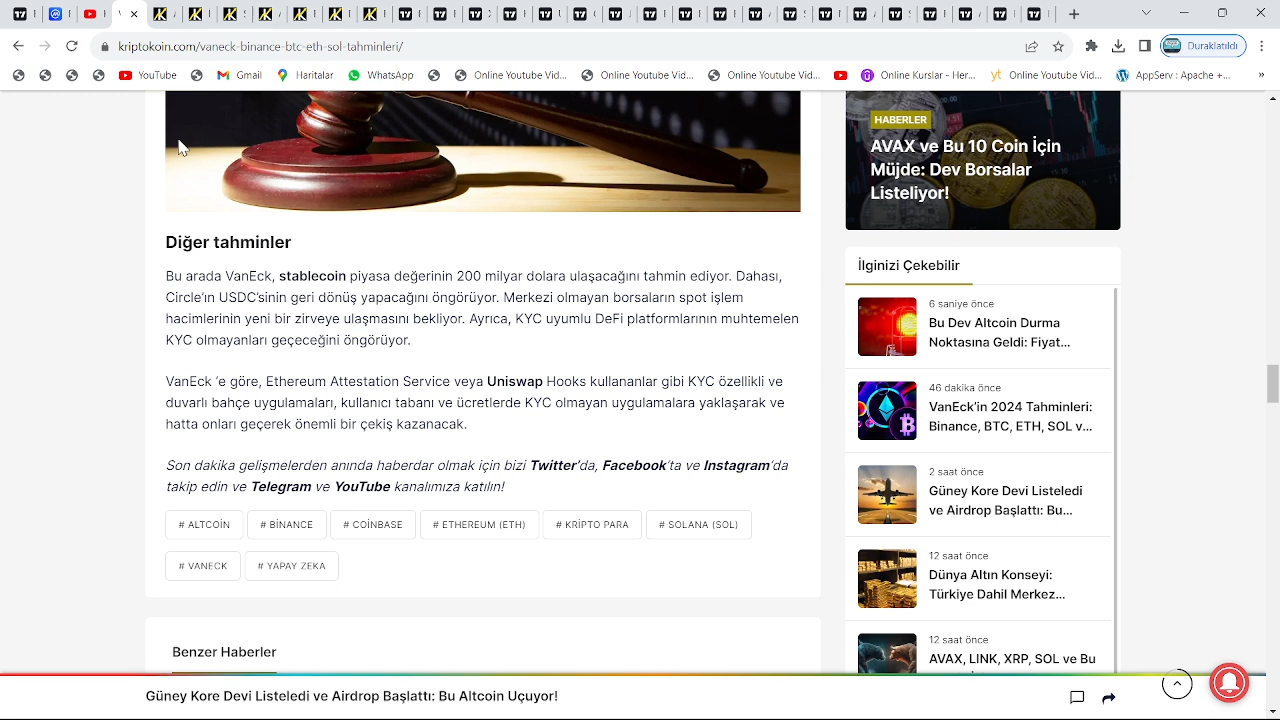 kriptokoin.com/vaneck-binance-btc-eth-sol-tahminleri/
Duraklatıldı
YouTube
Gmail
Haritalar
WhatsApp
Online Youtube Vid...
Online Youtube Vid...
Online Youtube Vid...
Online Kurslar - Her...
Online Youtube Vid...
AppServ : Apache +...
Diğer tahminler
Bu arada VanEck, stablecoin piyasa değerinin 200 milyar dolara ulaşacağını tahmin ediyor. Dahası,
Circle'ın USDC'sinin geri dönüş yapacağını öngörüyor. Merkezi olmayan borsaların spot işlem
hacimlerinin yeni bir zirveye ulaşmasını bekliyor. Ayrıca, KYC uyumlu DeFi platformlarının muhtemelen
KYC olmayanları geçeceğini öngörüyor.
VanEck 'e göre, Ethereum Attestation Service veya Uniswap Hooks kullananlar gibi KYC özellikli ve
duvarlı bahçe uygulamaları, kullanıcı tabanı ve ücretlerde KYC olmayan uygulamalara yaklaşarak ve
hatta onları geçerek önemli bir çekiş kazanacak.
Son dakika gelişmelerden anında haberdar olmak için bizi Twitter'da, Facebook'ta ve Instagram'da
takip edin ve Telegram ve YouTube kanalımıza katılın!
# ALTCOİN
# BİNANCE
# COİNBASE
# ETHEREUM (ETH)
# KRİPTO PARA
# SOLANA (SOL)
# VANECK
# YAPAY ZEKA
Benzer Haberler
HABERLER
AVAX ve Bu 10 Coin İçin
Müjde: Dev Borsalar
Listeliyor!
İlginizi Çekebilir
6 saniye önce
Bu Dev Altcoin Durma
Noktasına Geldi: Fiyat...
46 dakika önce
VanEck'in 2024 Tahminleri:
Binance, BTC, ETH, SOL v...
2 saat önce
Güney Kore Devi Listeledi
ve Airdrop Başlattı: Bu...
12 saat önce
Dünya Altın Konseyi:
Türkiye Dahil Merkez...
12 saat önce
AVAX, LINK, XRP, SOL ve Bu
Güney Kore Devi Listeledi ve Airdrop Başlattı: Bu Altcoin Uçuyor!